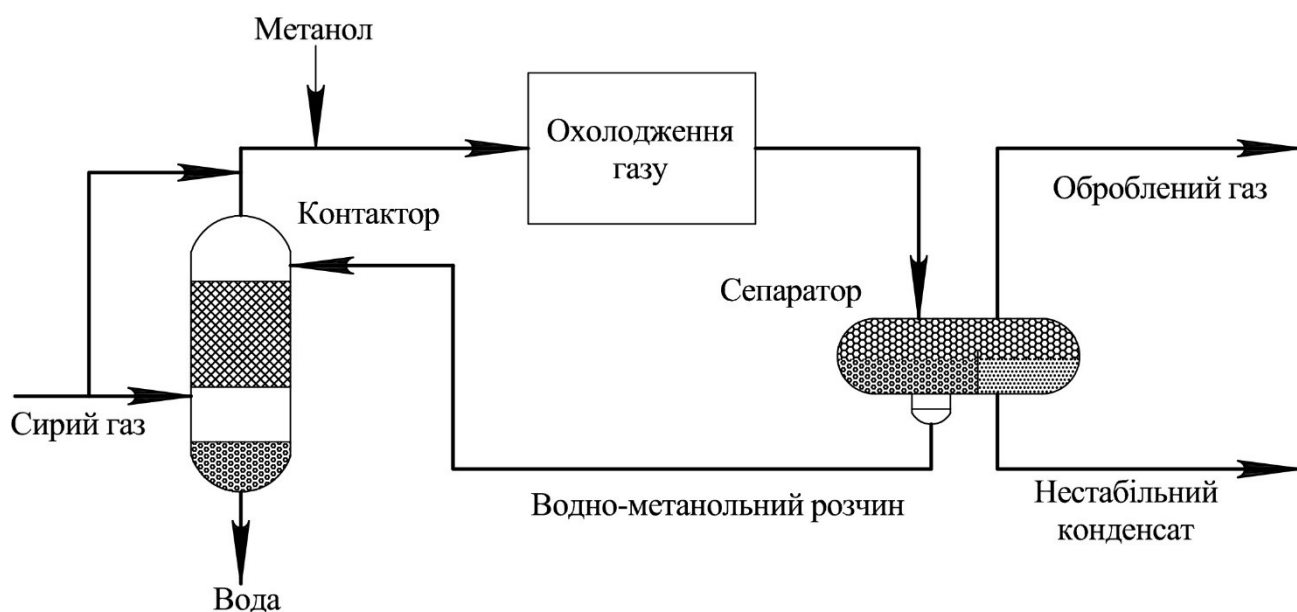 Метанол
Охолодження
газу
Оброблений газ
Контактор
Сепаратор
Сирий газ
Водно-метанольний розчин
Нестабільний
конденсат
Вода